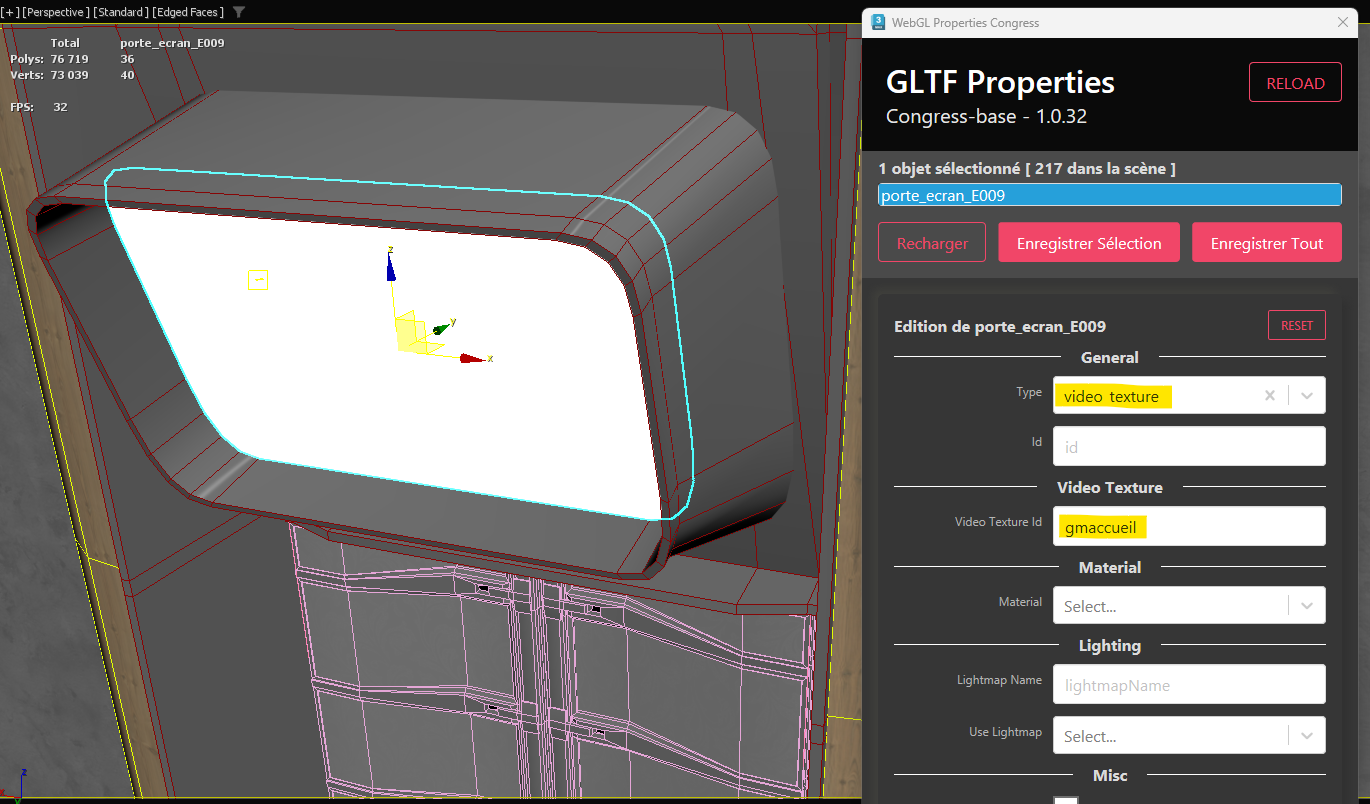 [+] [Perspective] [Standard] [Edged Faces]
Total porte_ecran_E009
Polys: 76 719 36
Verts: 73 039 40
FPS: 32
z
y
x
z
y
WebGL Properties Congress
GLTF Properties
RELOAD
Congress-base - 1.0.32
1 objet sélectionné [ 217 dans la scène ]
porte_ecran_E009
Recharger
Enregistrer Sélection
Enregistrer Tout
Edition de porte_ecran_E009
RESET
General
Type video_texture
Id id
Video Texture
Video Texture Id gmaccueil
Material
Material Select...
Lighting
Lightmap Name lightmapName
Use Lightmap Select...
Misc